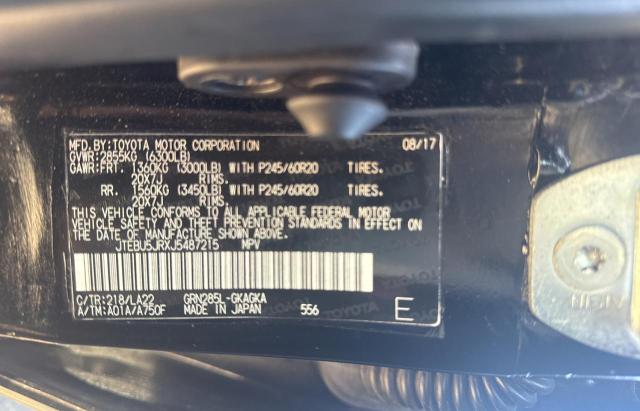 MFD.BY:TOYOTA MOTOR CORPORATION 08/17
GVWR:2855KG (6300LB)
GAWR:FRT. 1360KG (3000LB) WITH P245/60R20 TIRES.
20X7J RIMS.
RR. 1560KG (3450LB) WITH P245/60R20 TIRES.
20X7J RIMS.
THIS VEHICLE CONFORMS TO ALL APPLICABLE FEDERAL MOTOR
VEHICLE SAFETY AND THEFT PREVENTION STANDARDS IN EFFECT
ON THE DATE OF MANUFACTURE SHOWN ABOVE.
JTEBU5JRXJ5487215 MPV
C/TR:218/LA22 GRN285L-GKAGKA
A/TM:A01A/A750F MADE IN JAPAN 556 E